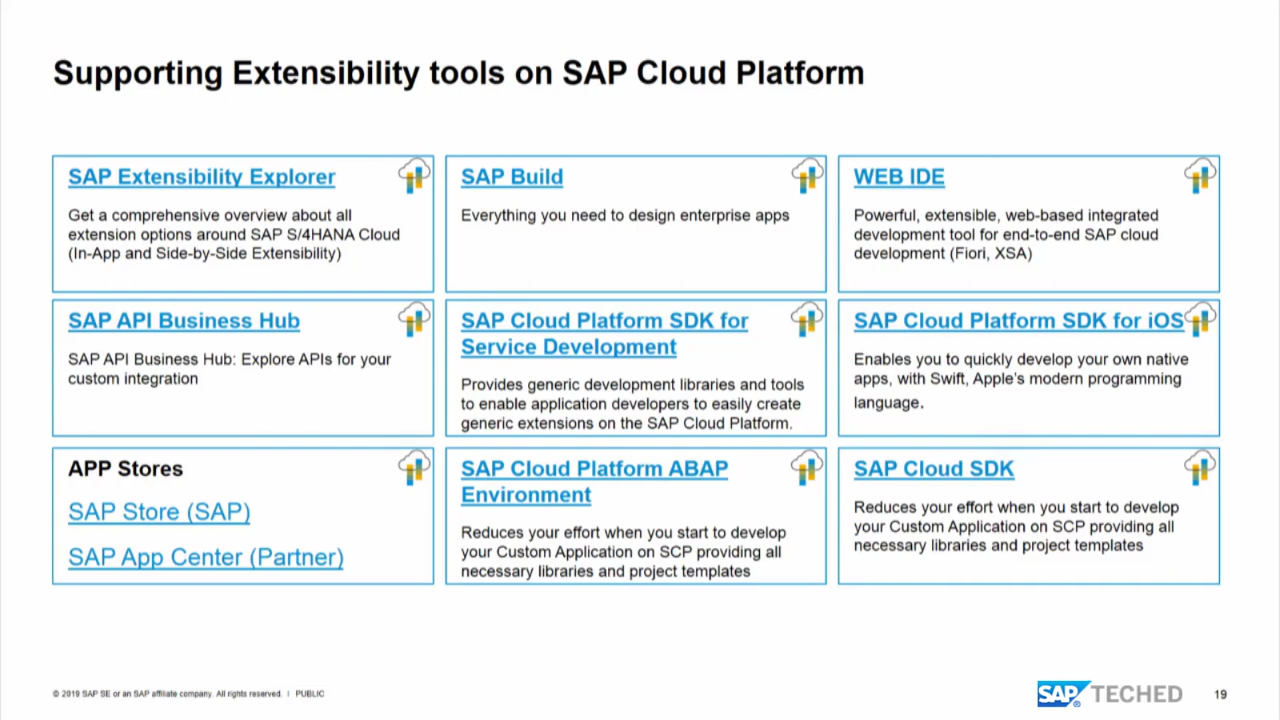 Supporting Extensibility tools on SAP Cloud Platform
SAP Extensibility Explorer
Get a comprehensive overview about all
extension options around SAP S/4HANA Cloud
(In-App and Side-by-Side Extensibility)
SAP Build
Everything you need to design enterprise apps
WEB IDE
Powerful, extensible, web-based integrated
development tool for end-to-end SAP cloud
development (Fiori, XSA)
SAP API Business Hub
SAP API Business Hub: Explore APIs for your
custom integration
SAP Cloud Platform SDK for
Service Development
Provides generic development libraries and tools
to enable application developers to easily create
generic extensions on the SAP Cloud Platform.
SAP Cloud Platform SDK for iOS
Enables you to quickly develop your own native
apps, with Swift, Apple's modern programming
language.
APP Stores
SAP Store (SAP)
SAP App Center (Partner)
SAP Cloud Platform ABAP
Environment
Reduces your effort when you start to develop
your Custom Application on SCP providing all
necessary libraries and project templates
SAP Cloud SDK
Reduces your effort when you start to develop
your Custom Application on SCP providing all
necessary libraries and project templates
© 2019 SAP SE or an SAP affiliate company. All rights reserved. I PUBLIC
SAP® TECHED
19